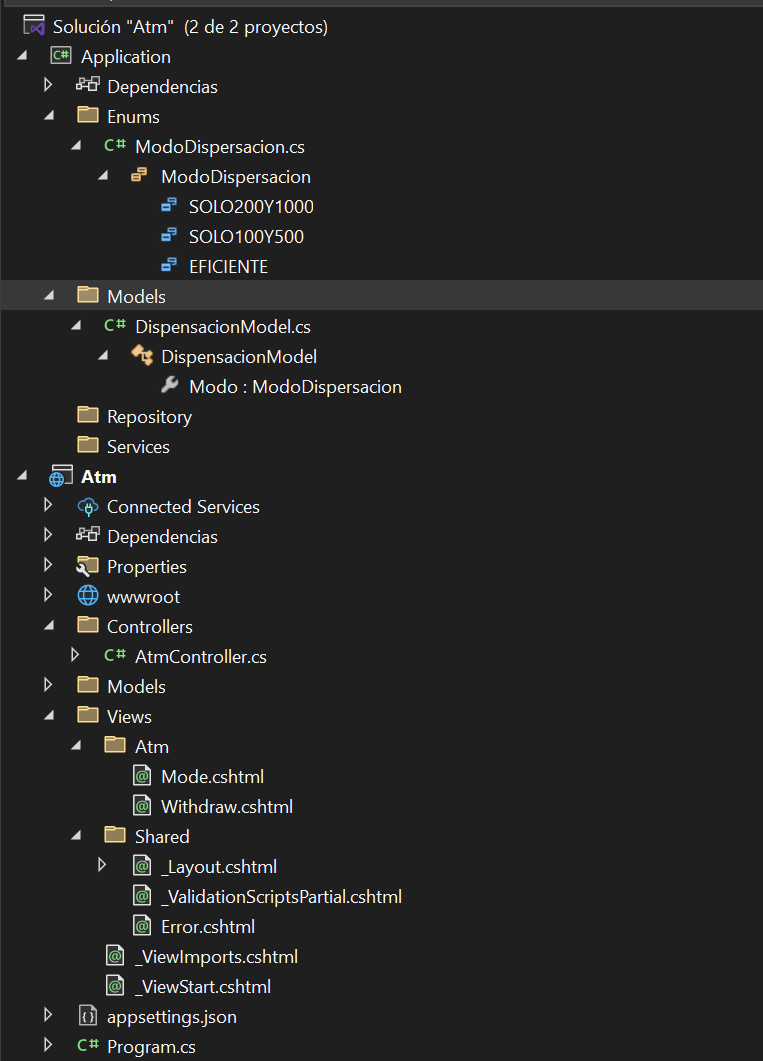 Solución "Atm" (2 de 2 proyectos)
C# Application
Dependencias
Enums
C# ModoDispersacion.cs
ModoDispersacion
SOLO200Y1000
SOLO100Y500
EFICIENTE
Models
C# DispensacionModel.cs
DispensacionModel
Modo : ModoDispersacion
Repository
Services
Atm
Connected Services
Dependencias
Properties
wwwroot
Controllers
C# AtmController.cs
Models
Views
Atm
@ Mode.cshtml
@ Withdraw.cshtml
Shared
@ _Layout.cshtml
@ _ValidationScriptsPartial.cshtml
@ Error.cshtml
@ _ViewImports.cshtml
@ _ViewStart.cshtml
{} appsettings.json
C# Program.cs